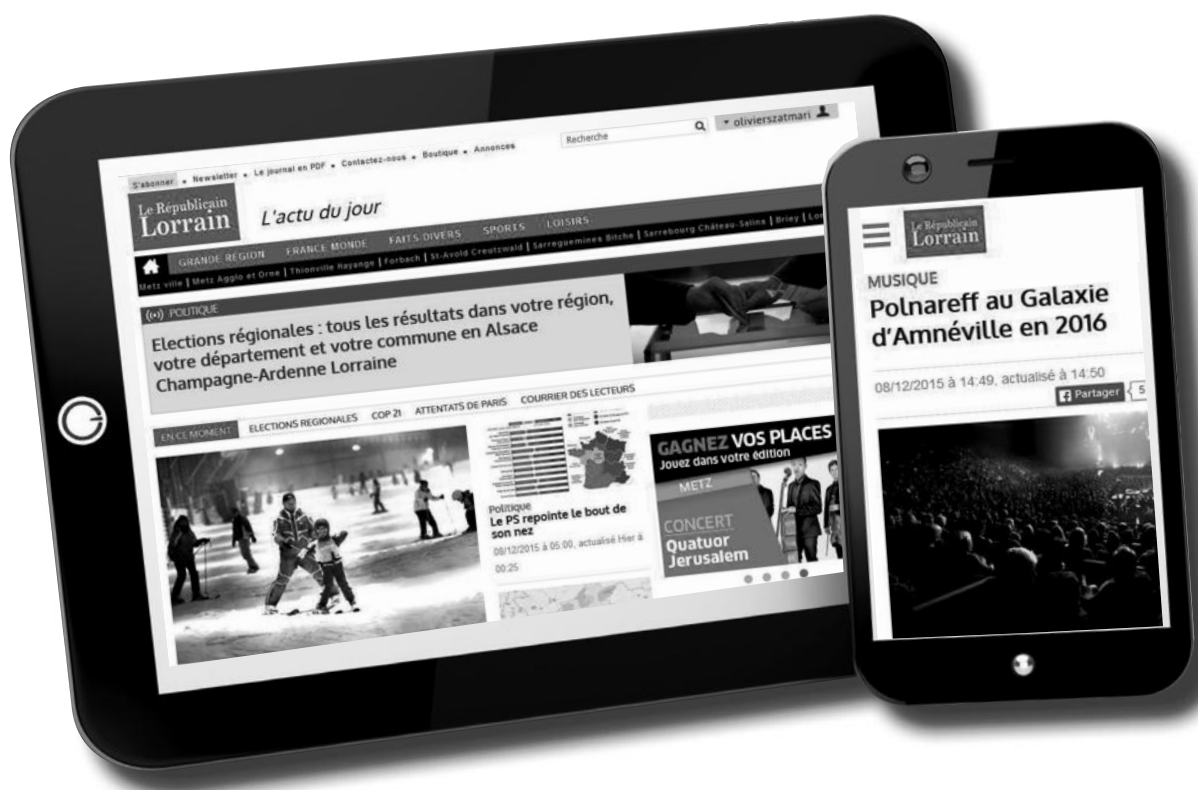 S'abonner • Newsletter • Le journal en PDF • Contactez-nous • Boutique • Annonces
Recherche
olivierszatmari
Le Républicain
Lorrain
L'actu du jour
GRANDE REGION FRANCE MONDE FAITS DIVERS SPORTS LOISIRS
Metz ville | Metz Agglo et Orne | Thionville Hayange | Forbach | St-Avold Creutzwald | Sarreguemines Bitche | Sarrebourg Château-Salins | Briey | Lon
POLITIQUE
Elections régionales : tous les résultats dans votre région,
votre département et votre commune en Alsace
Champagne-Ardenne Lorraine
EN CE MOMENT ELECTIONS REGIONALES COP 21 ATTENTATS DE PARIS COURRIER DES LECTEURS
Politique
Le PS repointe le bout de
son nez
08/12/2015 à 05:00, actualisé Hier à
00:25
GAGNEZ VOS PLACES
Jouez dans votre édition
METZ
CONCERT
Quatuor
Jerusalem
Le Républicain
Lorrain
MUSIQUE
Polnareff au Galaxie
d'Amnéville en 2016
08/12/2015 à 14:49, actualisé à 14:50
Partager 5